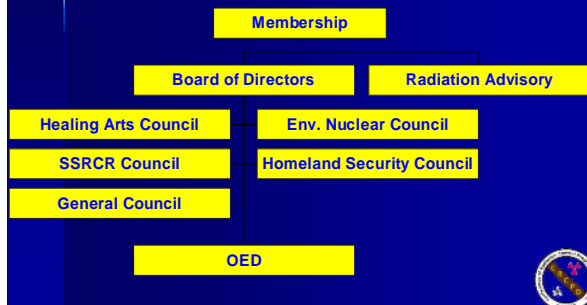 Membership
Board of Directors
Radiation Advisory
Healing Arts Council
Env. Nuclear Council
SSRCR Council
Homeland Security Council
General Council
OED